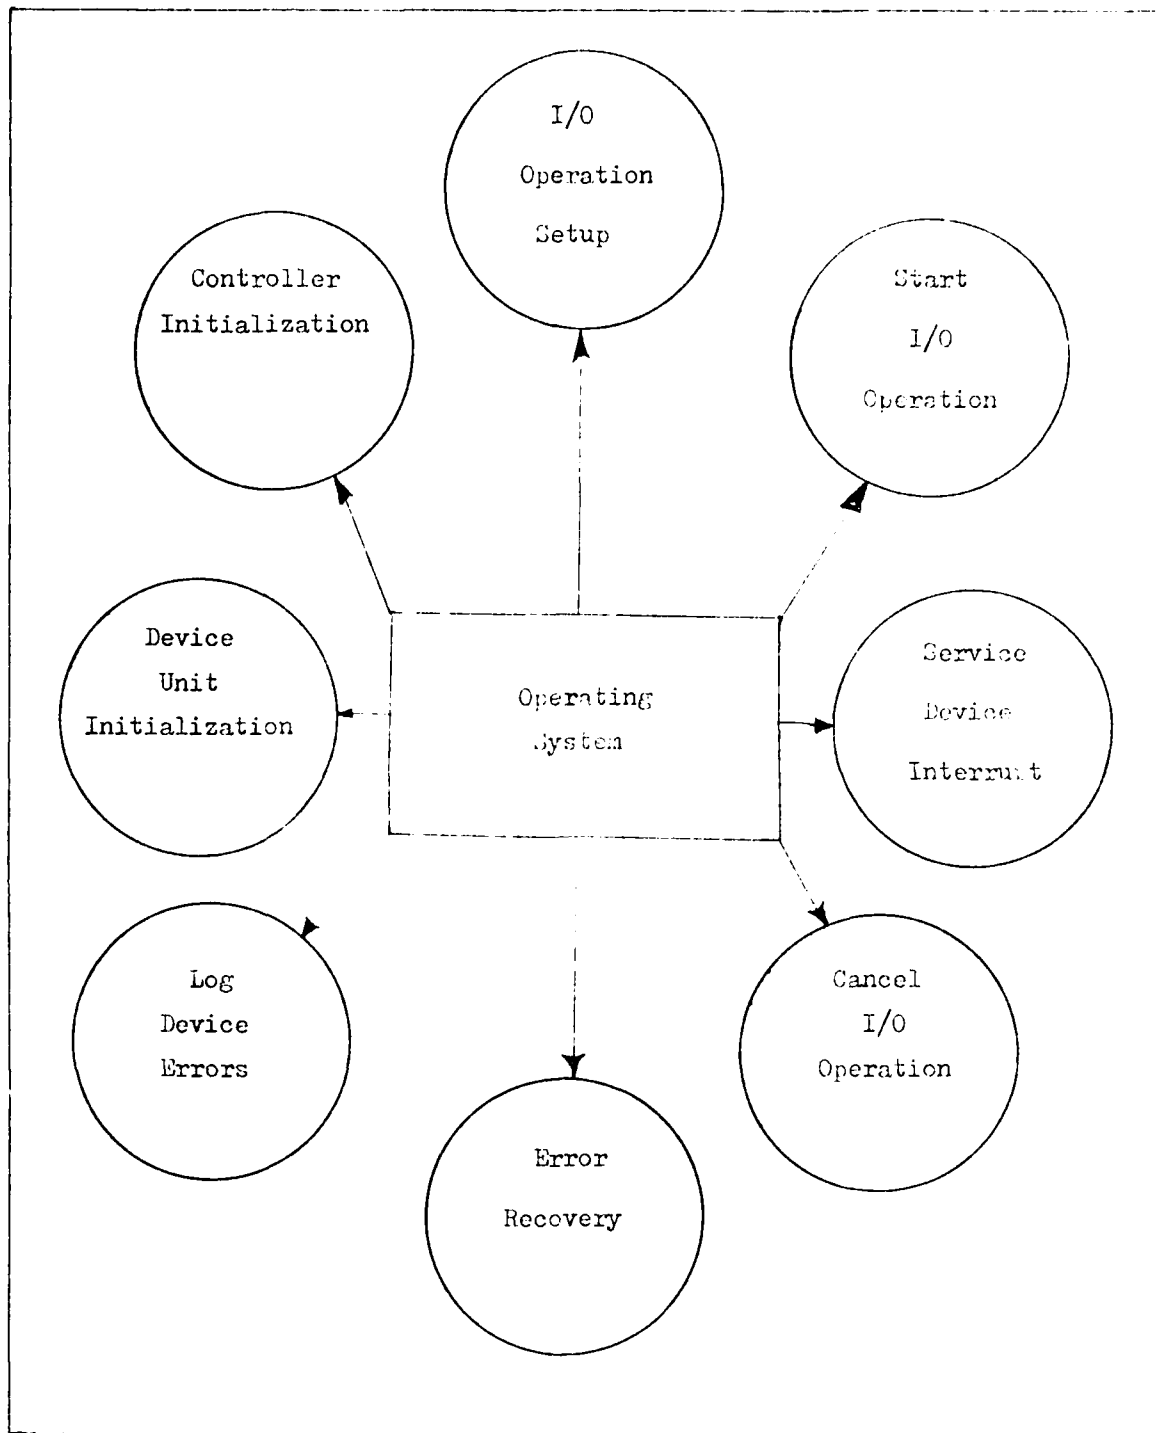 I/O
Operation
Setup
Controller
Initialization
Start
I/O
Operation
Device
Unit
Initialization
Operating
System
Service
Device
Interrupt
Log
Device
Errors
Cancel
I/O
Operation
Error
Recovery